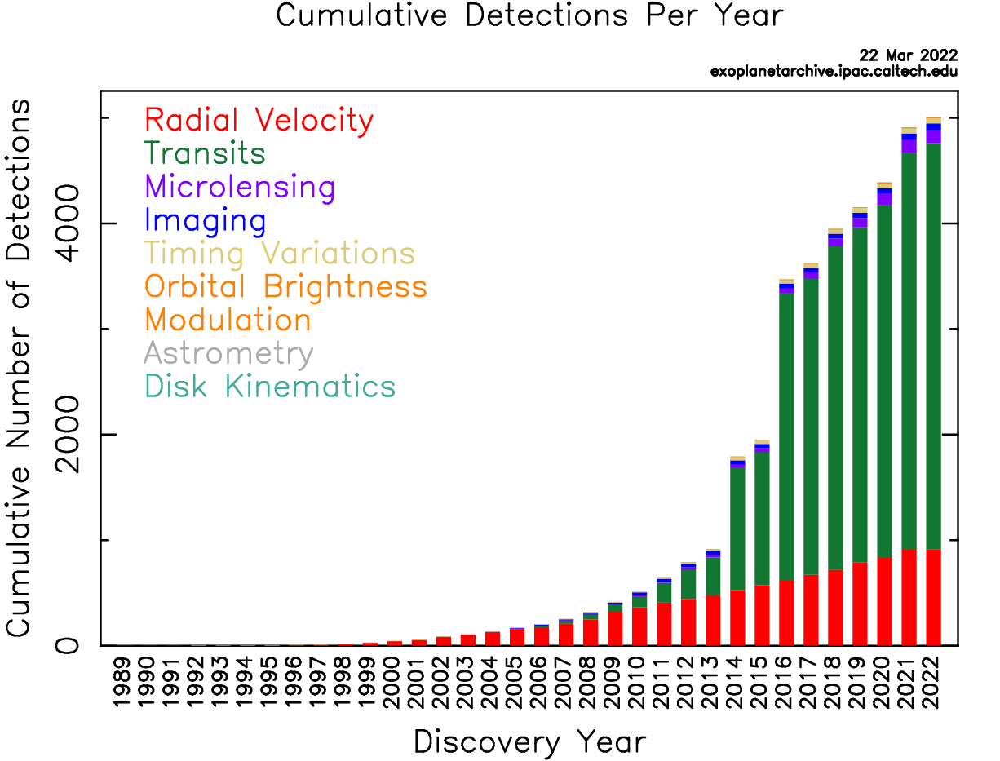 Cumulative Detections Per Year
22 Mar 2022
exoplanetarchive.ipac.caltech.edu
Radial Velocity
Transits
Microlensing
Imaging
Timing Variations
Orbital Brightness
Modulation
Astrometry
Disk Kinematics
Cumulative Number of Detections
4000
2000
0
1989 1990 1991 1992 1993 1994 1995 1996 1997 1998 1999 2000 2001 2002 2003 2004 2005 2006 2007 2008 2009 2010 2011 2012 2013 2014 2015 2016 2017 2018 2019 2020 2021 2022
Discovery Year